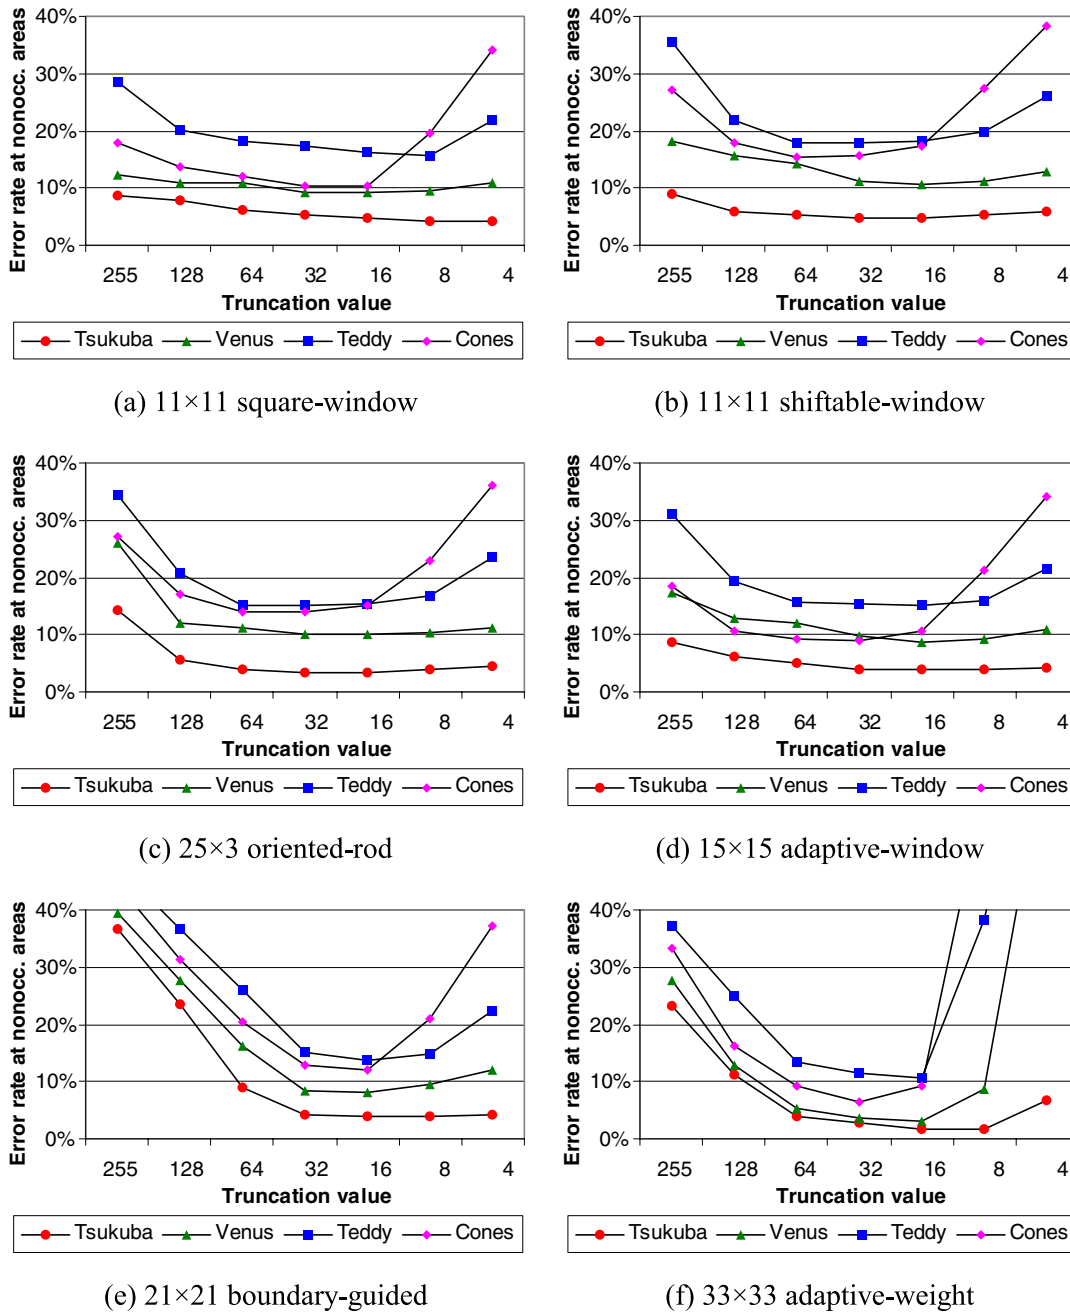 40%
30%
20%
10%
0%
Error rate at nonocc. areas
255 128 64 32 16 8 4
Truncation value
Tsukuba Venus Teddy Cones
(a) 11×11 square-window
40%
30%
20%
10%
0%
Error rate at nonocc. areas
255 128 64 32 16 8 4
Truncation value
Tsukuba Venus Teddy Cones
(b) 11×11 shiftable-window
40%
30%
20%
10%
0%
Error rate at nonocc. areas
255 128 64 32 16 8 4
Truncation value
Tsukuba Venus Teddy Cones
(c) 25×3 oriented-rod
40%
30%
20%
10%
0%
Error rate at nonocc. areas
255 128 64 32 16 8 4
Truncation value
Tsukuba Venus Teddy Cones
(d) 15×15 adaptive-window
40%
30%
20%
10%
0%
Error rate at nonocc. areas
255 128 64 32 16 8 4
Truncation value
Tsukuba Venus Teddy Cones
(e) 21×21 boundary-guided
40%
30%
20%
10%
0%
Error rate at nonocc. areas
255 128 64 32 16 8 4
Truncation value
Tsukuba Venus Teddy Cones
(f) 33×33 adaptive-weight